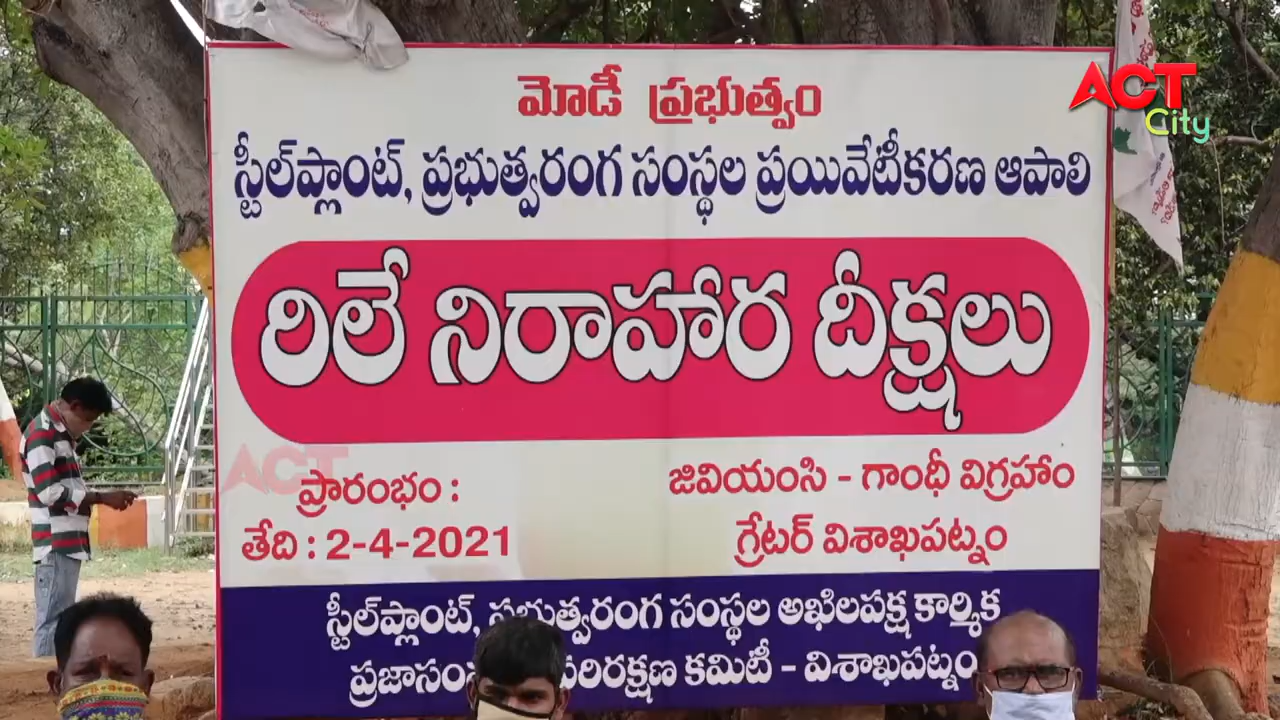 మోడీ ప్రభుత్వం
స్టీల్‌ప్లాంట్, ప్రభుత్వరంగ సంస్థల ప్రయివేటీకరణ ఆపాలి
రిలే నిరాహార దీక్షలు
ప్రారంభం :
తేది : 2-4-2021
జివియంసి - గాంధీ విగ్రహాం
గ్రేటర్ విశాఖపట్నం
స్టీల్‌ప్లాంట్, ప్రభుత్వరంగ సంస్థల అఖిలపక్ష కార్మిక
పరిరక్షణ కమిటీ - విశాఖపట్నం
ACT
City
ACT